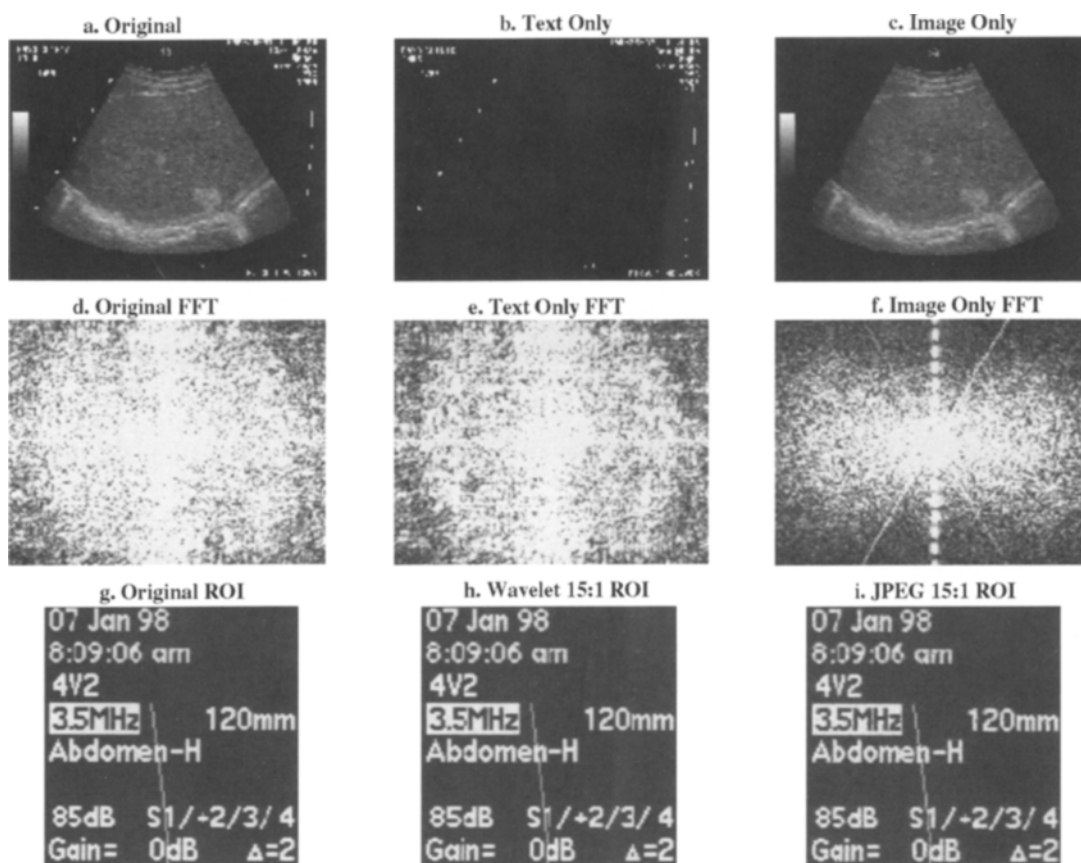 a. Original
b. Text Only
c. Image Only
d. Original FFT
e. Text Only FFT
f. Image Only FFT
g. Original ROI
h. Wavelet 15:1 ROI
i. JPEG 15:1 ROI
07 Jan 98
8:09:06 am
4V2
3.5MHz 120mm
Abdomen-H
85dB S1/+2/3/4
Gain= 0dB Δ=2
07 Jan 98
8:09:06 am
4V2
3.5MHz 120mm
Abdomen-H
85dB S1/+2/3/4
Gain= 0dB Δ=2
07 Jan 98
8:09:06 am
4V2
3.5MHz 120mm
Abdomen-H
85dB S1/+2/3/4
Gain= 0dB Δ=2